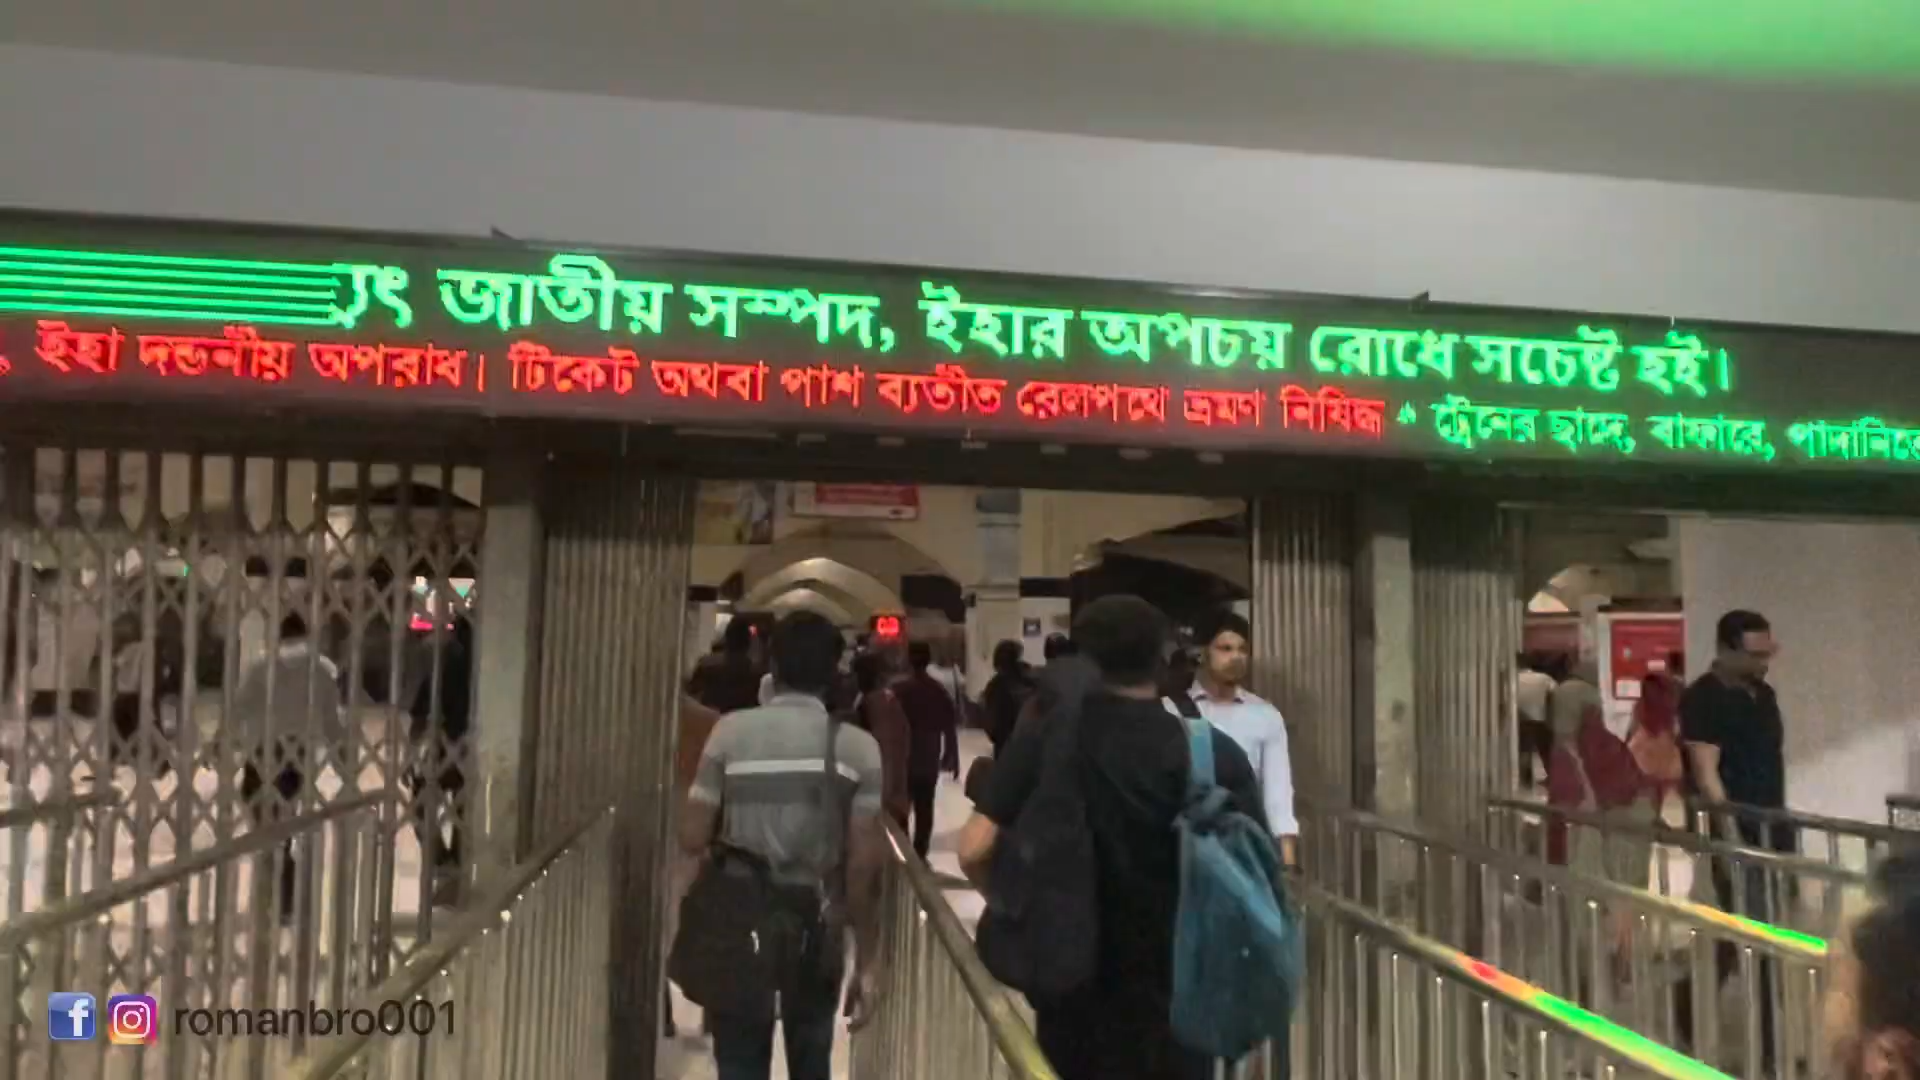 জাতীয় সম্পদ, ইহার অপচয় রোধে সচেষ্ট হই।
ইহা দন্ডনীয় অপরাধ। টিকেট অথবা পাশ ব্যতীত রেলপথে ভ্রমণ নিষিদ্ধ * ট্রেনের ছাদে, বাফারে,
romanbro001